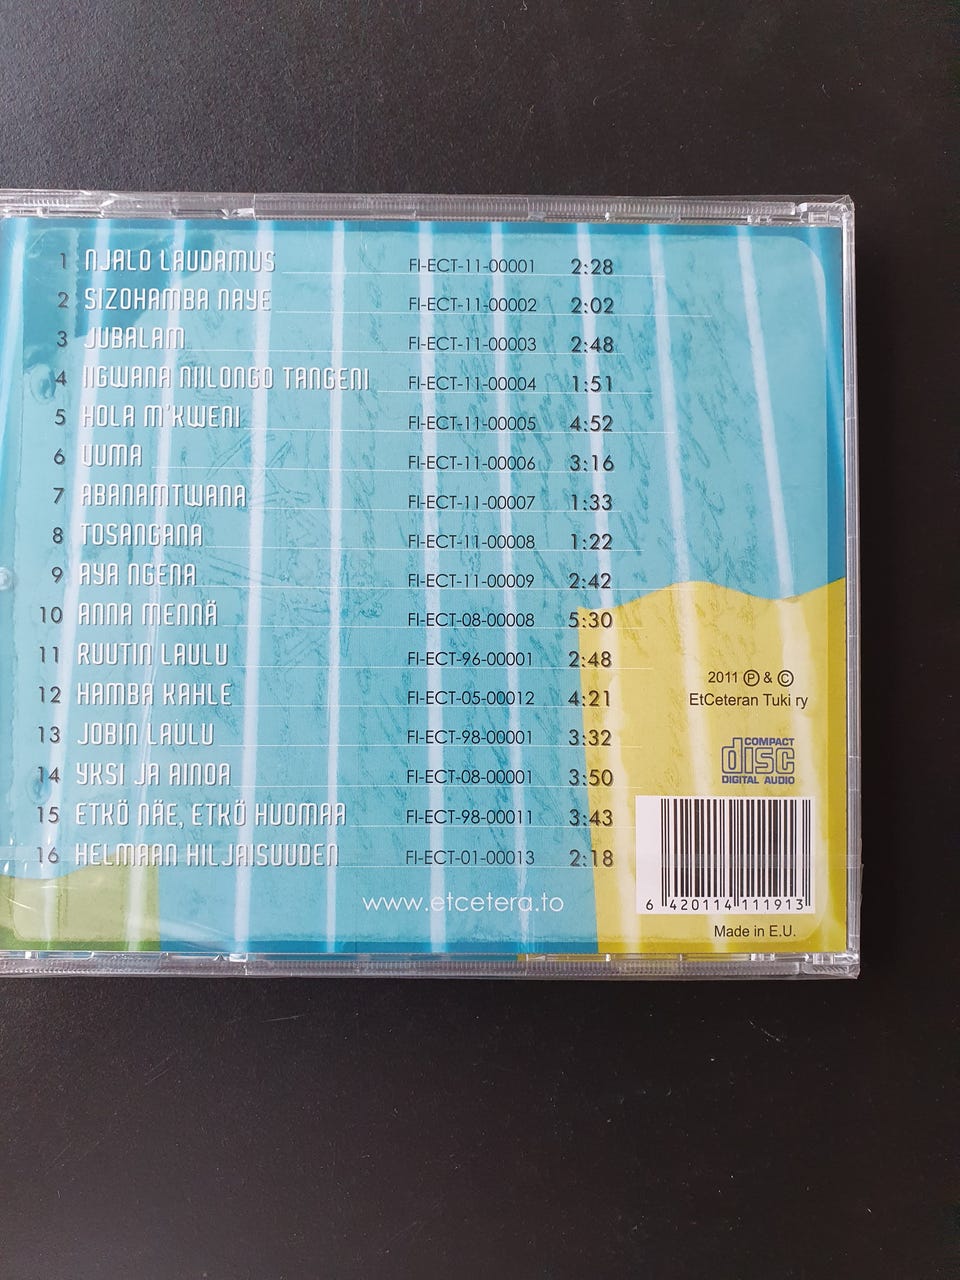 1 NJALO LAUDAMUS FI-ECT-11-00001 2:28
2 SIZOHAMBA NAYE FI-ECT-11-00002 2:02
3 JUBALAM FI-ECT-11-00003 2:48
4 IIGWANA NIILONGO TANGENI FI-ECT-11-00004 1:51
5 HOLA M'KWENI FI-ECT-11-00005 4:52
6 VUMA FI-ECT-11-00006 3:16
7 ABANAMTWANA FI-ECT-11-00007 1:33
8 TOSANGANA FI-ECT-11-00008 1:22
9 AYA NGENA FI-ECT-11-00009 2:42
10 ANNA MENNÄ FI-ECT-08-00008 5:30
11 RUUTIN LAULU FI-ECT-96-00001 2:48
12 HAMBA KAHLE FI-ECT-05-00012 4:21
13 JOBIN LAULU FI-ECT-98-00001 3:32
14 YKSI JA AINOA FI-ECT-08-00001 3:50
15 ETKÖ NÄE, ETKÖ HUOMAA FI-ECT-98-00011 3:43
16 HELMAAN HILJAISUUDEN FI-ECT-01-00013 2:18
www.etcetera.to
2011 ℗ & ©
EtCeteran Tuki ry
COMPACT
disc
DIGITAL AUDIO
6 420114 111913
Made in E.U.